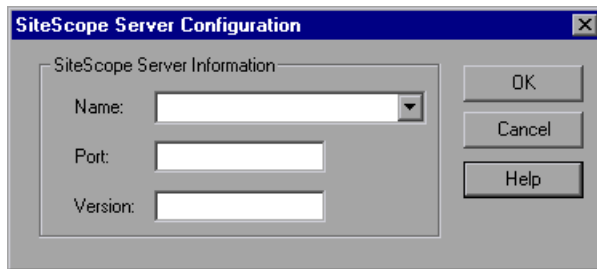 SiteScope Server Configuration
SiteScope Server Information
Name:
Port:
Version:
OK
Cancel
Help